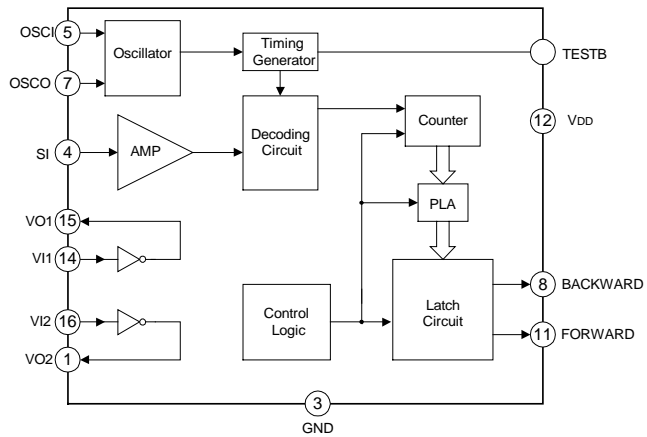 OSCI 5
Oscillator
Timing
Generator
TESTB
OSCO 7
12 VDD
SI 4
AMP
Decoding
Circuit
Counter
VO1 15
PLA
VI1 14
8 BACKWARD
VI2 16
Control
Logic
Latch
Circuit
11 FORWARD
VO2 1
3
GND